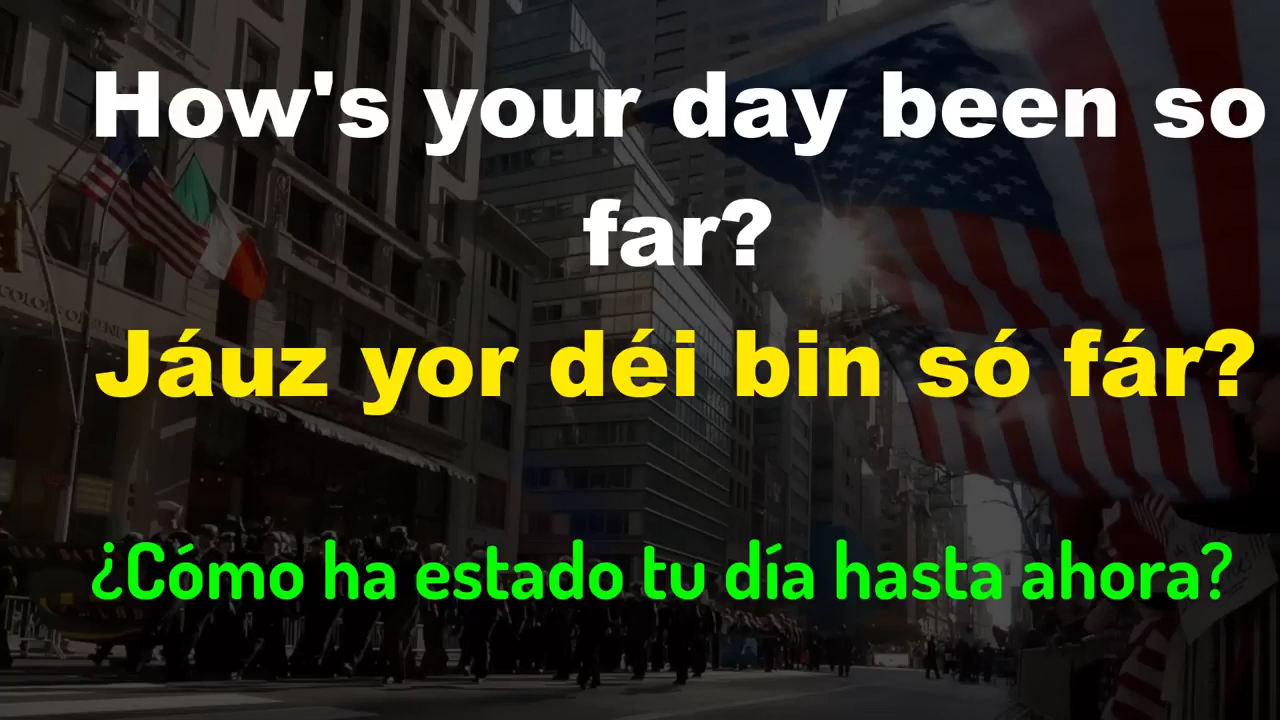 How's your day been so
far?
Jáuz yor déi bin só fár?
¿Cómo ha estado tu día hasta ahora?